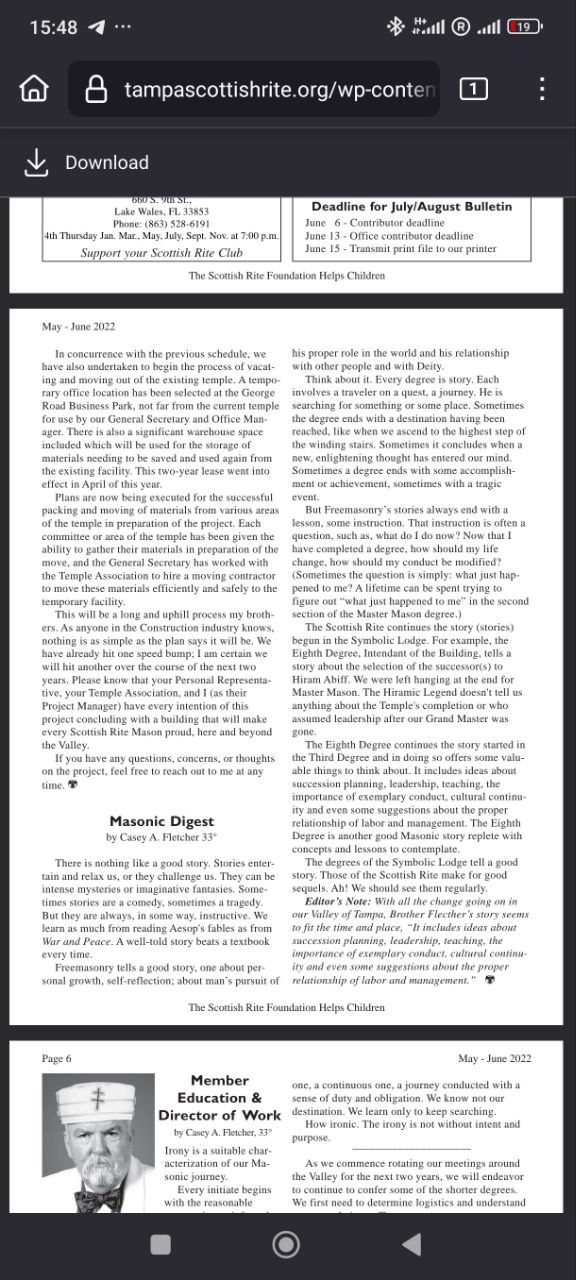 15:48
H+
R
19
tampascottishrite.org/wp-conten
1
Download
660 S. 9th St.,
Lake Wales, FL 33853
Phone: (863) 528-6191
4th Thursday Jan. Mar., May, July, Sept. Nov. at 7:00 p.m.
Support your Scottish Rite Club
Deadline for July/August Bulletin
June 6 - Contributor deadline
June 13 - Office contributor deadline
June 15 - Transmit print file to our printer
The Scottish Rite Foundation Helps Children
May - June 2022
In concurrence with the previous schedule, we
have also undertaken to begin the process of vacat-
ing and moving out of the existing temple. A tempo-
rary office location has been selected at the George
Road Business Park, not far from the current temple
for use by our General Secretary and Office Man-
ager. There is also a significant warehouse space
included which will be used for the storage of
materials needing to be saved and used again from
the existing facility. This two-year lease went into
effect in April of this year.
Plans are now being executed for the successful
packing and moving of materials from various areas
of the temple in preparation of the project. Each
committee or area of the temple has been given the
ability to gather their materials in preparation of the
move, and the General Secretary has worked with
the Temple Association to hire a moving contractor
to move these materials efficiently and safely to the
temporary facility.
This will be a long and uphill process my broth-
ers. As anyone in the Construction industry knows,
nothing is as simple as the plan says it will be. We
have already hit one speed bump; I am certain we
will hit another over the course of the next two
years. Please know that your Personal Representa-
tive, your Temple Association, and I (as their
Project Manager) have every intention of this
project concluding with a building that will make
every Scottish Rite Mason proud, here and beyond
the Valley.
If you have any questions, concerns, or thoughts
on the project, feel free to reach out to me at any
time.
Masonic Digest
by Casey A. Fletcher 33°
There is nothing like a good story. Stories enter-
tain and relax us, or they challenge us. They can be
intense mysteries or imaginative fantasies. Some-
times stories are a comedy, sometimes a tragedy.
But they are always, in some way, instructive. We
learn as much from reading Aesop's fables as from
War and Peace. A well-told story beats a textbook
every time.
Freemasonry tells a good story, one about per-
sonal growth, self-reflection; about man's pursuit of
his proper role in the world and his relationship
with other people and with Deity.
Think about it. Every degree is story. Each
involves a traveler on a quest, a journey. He is
searching for something or some place. Sometimes
the degree ends with a destination having been
reached, like when we ascend to the highest step of
the winding stairs. Sometimes it concludes when a
new, enlightening thought has entered our mind.
Sometimes a degree ends with some accomplish-
ment or achievement, sometimes with a tragic
event.
But Freemasonry's stories always end with a
lesson, some instruction. That instruction is often a
question, such as, what do I do now? Now that I
have completed a degree, how should my life
change, how should my conduct be modified?
(Sometimes the question is simply: what just hap-
pened to me? A lifetime can be spent trying to
figure out “what just happened to me” in the second
section of the Master Mason degree.)
The Scottish Rite continues the story (stories)
begun in the Symbolic Lodge. For example, the
Eighth Degree, Intendant of the Building, tells a
story about the selection of the successor(s) to
Hiram Abiff. We were left hanging at the end for
Master Mason. The Hiramic Legend doesn't tell us
anything about the Temple's completion or who
assumed leadership after our Grand Master was
gone.
The Eighth Degree continues the story started in
the Third Degree and in doing so offers some valu-
able things to think about. It includes ideas about
succession planning, leadership, teaching, the
importance of exemplary conduct, cultural continu-
ity and even some suggestions about the proper
relationship of labor and management. The Eighth
Degree is another good Masonic story replete with
concepts and lessons to contemplate.
The degrees of the Symbolic Lodge tell a good
story. Those of the Scottish Rite make for good
sequels. Ah! We should see them regularly.
Editor's Note: With all the change going on in
our Valley of Tampa, Brother Flecther's story seems
to fit the time and place, “It includes ideas about
succession planning, leadership, teaching, the
importance of exemplary conduct, cultural continu-
ity and even some suggestions about the proper
relationship of labor and management.”
The Scottish Rite Foundation Helps Children
Page 6
May - June 2022
Member
Education &
Director of Work
by Casey A. Fletcher, 33°
Irony is a suitable char-
acterization of our Ma-
sonic journey.
Every initiate begins
with the reasonable
one, a continuous one, a journey conducted with a
sense of duty and obligation. We know not our
destination. We learn only to keep searching.
How ironic. The irony is not without intent and
purpose.
As we commence rotating our meetings around
the Valley for the next two years, we will endeavor
to continue to confer some of the shorter degrees.
We first need to determine logistics and understand